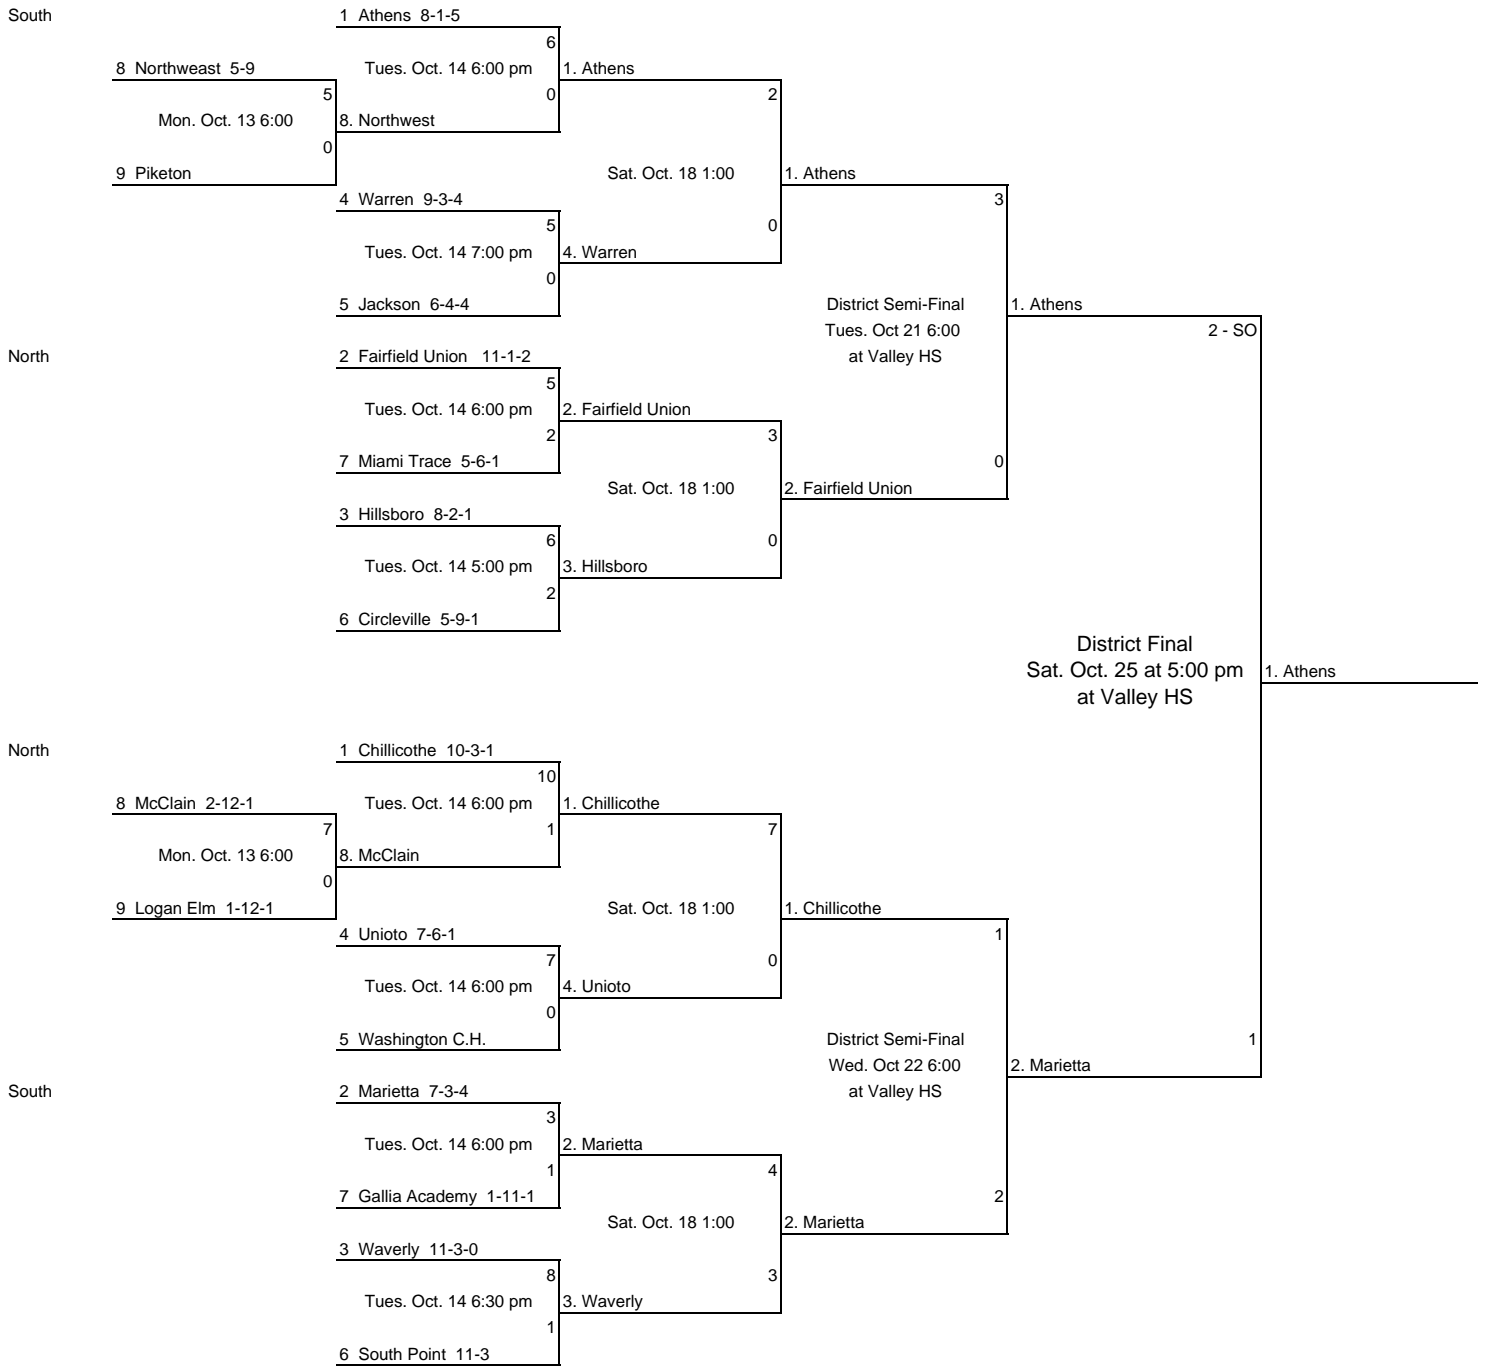 South
1 Athens 8-1-5
6
8 Northweast 5-9
Tues. Oct. 14 6:00 pm
1. Athens
5
0
2
Mon. Oct. 13 6:00
8. Northwest
0
9 Piketon
Sat. Oct. 18 1:00
1. Athens
4 Warren 9-3-4
3
5
0
Tues. Oct. 14 7:00 pm
4. Warren
0
5 Jackson 6-4-4
District Semi-Final
1. Athens
Tues. Oct 21 6:00
2 - SO
North
2 Fairfield Union 11-1-2
at Valley HS
5
Tues. Oct. 14 6:00 pm
2. Fairfield Union
2
3
7 Miami Trace 5-6-1
0
Sat. Oct. 18 1:00
2. Fairfield Union
3 Hillsboro 8-2-1
6
0
Tues. Oct. 14 5:00 pm
3. Hillsboro
2
6 Circleville 5-9-1
District Final
Sat. Oct. 25 at 5:00 pm
1. Athens
at Valley HS
North
1 Chillicothe 10-3-1
10
8 McClain 2-12-1
Tues. Oct. 14 6:00 pm
1. Chillicothe
7
1
7
Mon. Oct. 13 6:00
8. McClain
0
9 Logan Elm 1-12-1
Sat. Oct. 18 1:00
1. Chillicothe
4 Unioto 7-6-1
1
7
0
Tues. Oct. 14 6:00 pm
4. Unioto
0
5 Washington C.H.
District Semi-Final
1
Wed. Oct 22 6:00
2. Marietta
South
2 Marietta 7-3-4
at Valley HS
3
Tues. Oct. 14 6:00 pm
2. Marietta
1
4
7 Gallia Academy 1-11-1
2
Sat. Oct. 18 1:00
2. Marietta
3 Waverly 11-3-0
8
3
Tues. Oct. 14 6:30 pm
3. Waverly
1
6 South Point 11-3